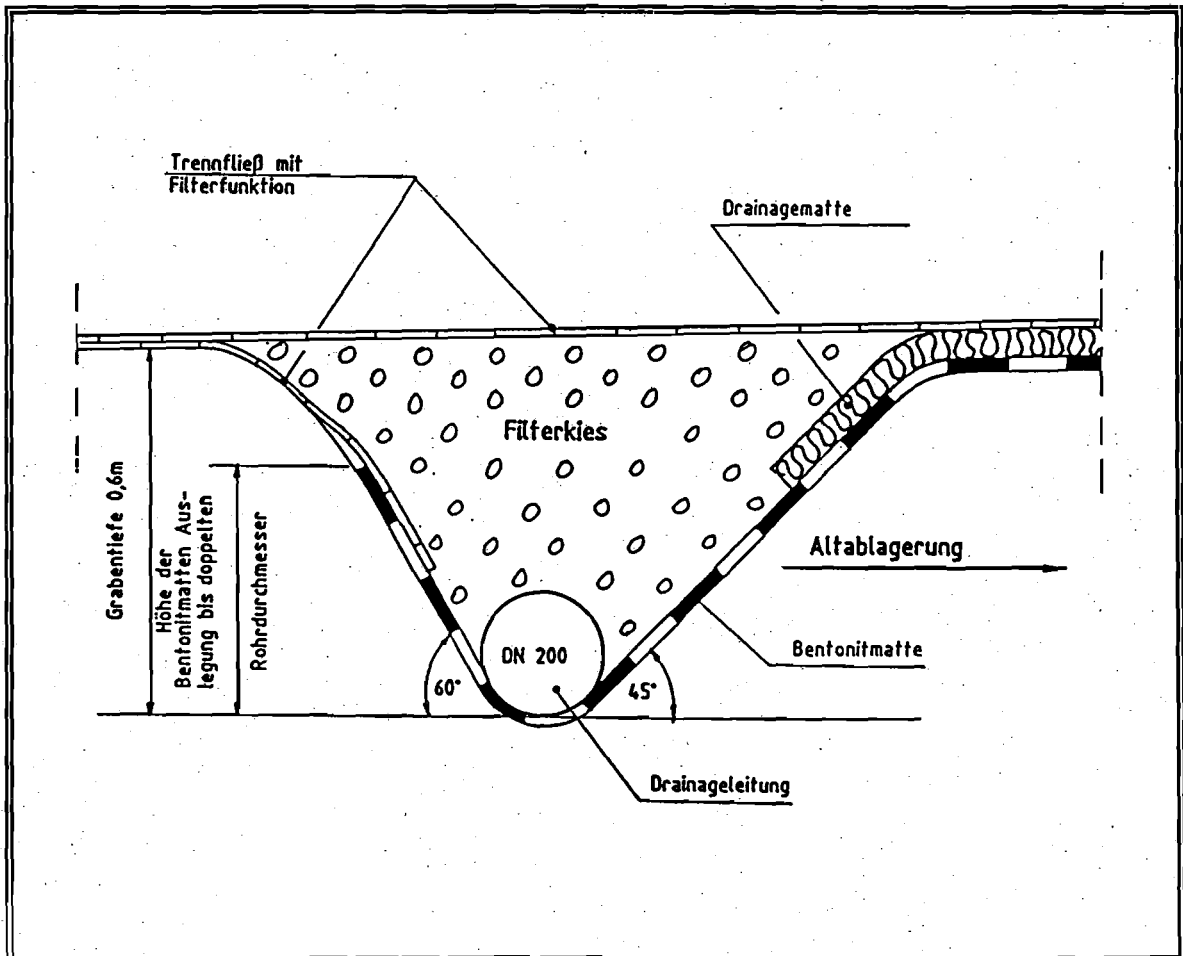 Trennfließ mit
Filterfunktion
Drainagematte
Filterkies
Grabentiefe 0,6m
Höhe der
Bentonitmatten Aus-
legung bis doppelten
Rohrdurchmesser
Altablagerung
DN 200
Bentonitmatte
60°
45°
Drainageleitung